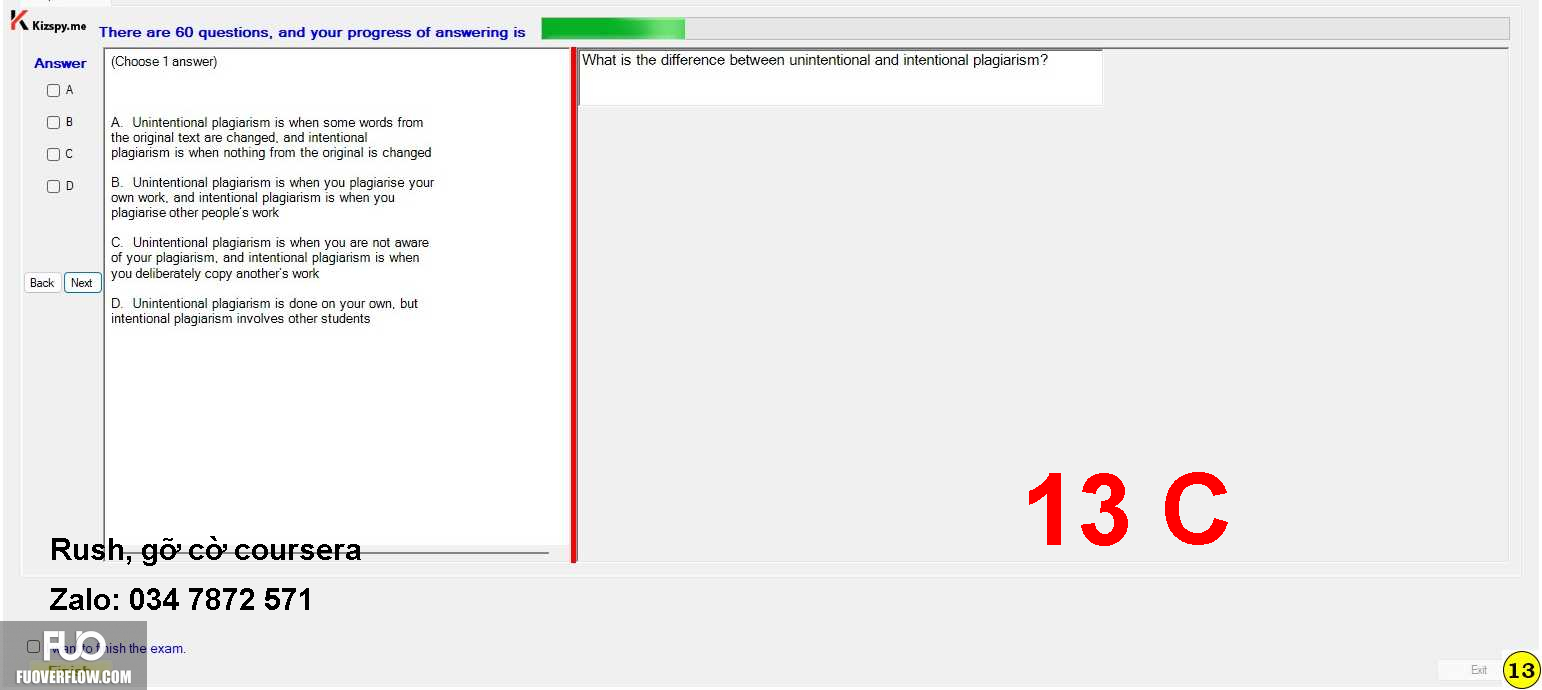 Kizspy.me
There are 60 questions, and your progress of answering is
Answer
A
B
C
D
Back
Next
(Choose 1 answer)
A. Unintentional plagiarism is when some words from
the original text are changed, and intentional
plagiarism is when nothing from the original is changed
B. Unintentional plagiarism is when you plagiarise your
own work, and intentional plagiarism is when you
plagiarise other people's work
C. Unintentional plagiarism is when you are not aware
of your plagiarism, and intentional plagiarism is when
you deliberately copy another's work
D. Unintentional plagiarism is done on your own, but
intentional plagiarism involves other students
What is the difference between unintentional and intentional plagiarism?
13 C
Rush, gỡ cờ coursera
Zalo: 034 7872 571
want to finish the exam.
Finish
FUO
FUOVERFLOW.COM
Exit
13